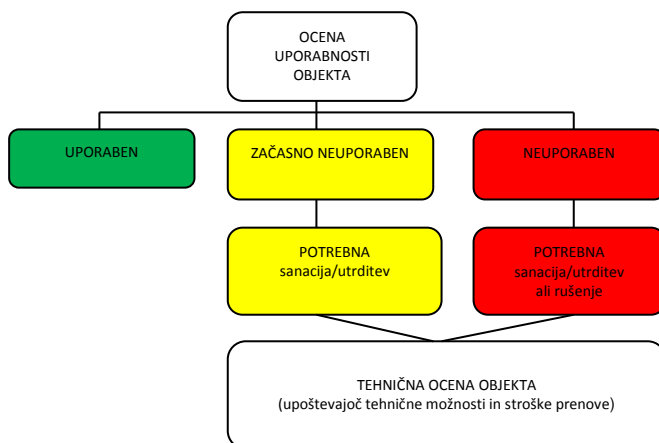 OCENA
UPORABNOSTI
OBJEKTA
UPORABEN
ZAČASNO NEUPORABEN
NEUPORABEN
POTREBNA
sanacija/utrditev
POTREBNA
sanacija/utrditev
ali rušenje
TEHNIČNA OCENA OBJEKTA
(upoštevajoč tehnične možnosti in stroške prenove)